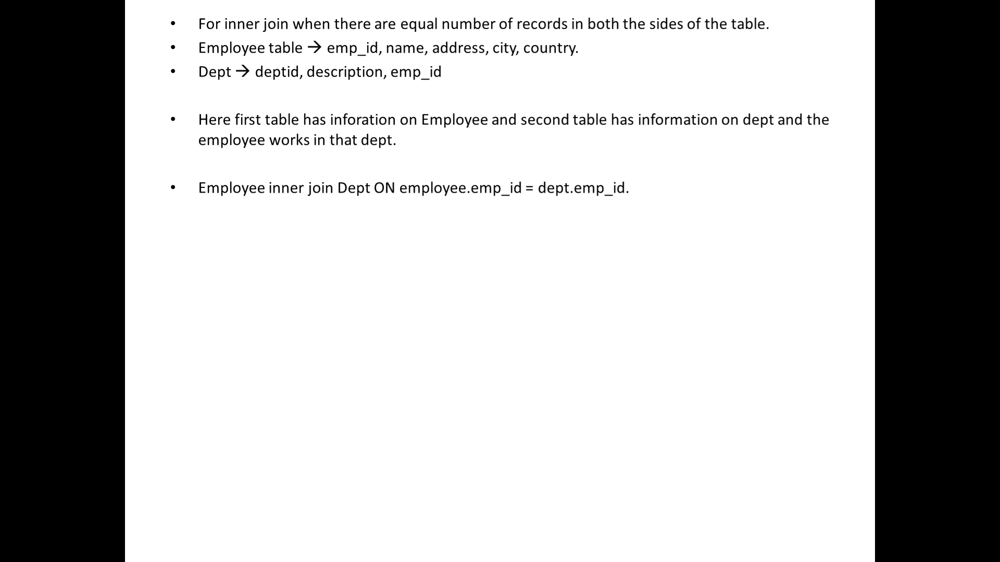 • For inner join when there are equal number of records in both the sides of the table.
• Employee table → emp_id, name, address, city, country.
• Dept → deptid, description, emp_id
• Here first table has inforation on Employee and second table has information on dept and the
employee works in that dept.
• Employee inner join Dept ON employee.emp_id = dept.emp_id.